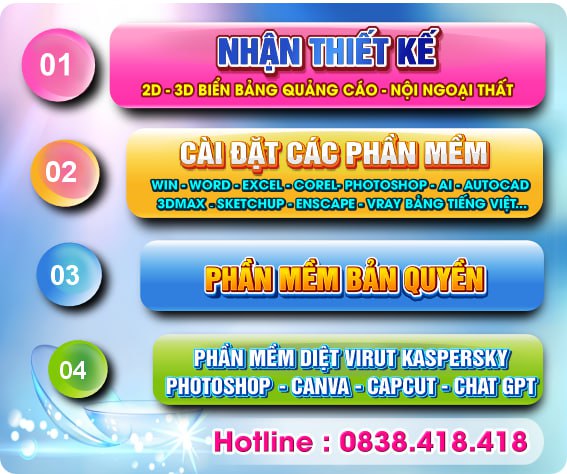 01
NHẬN THIẾT KẾ
2D - 3D BIỂN BẢNG QUẢNG CÁO - NỘI NGOẠI THẤT
02
CÀI ĐẶT CÁC PHẦN MỀM
WIN - WORD - EXCEL - COREL- PHOTOSHOP - AI - AUTOCAD
3DMAX - SKETCHUP - ENSCAPE - VRAY BẢNG TIẾNG VIỆT...
03
PHẦN MỀM BẢN QUYỀN
04
PHẦN MỀM DIỆT VIRUT KASPERSKY
PHOTOSHOP - CANVA - CAPCUT - CHAT GPT
Hotline : 0838.418.418